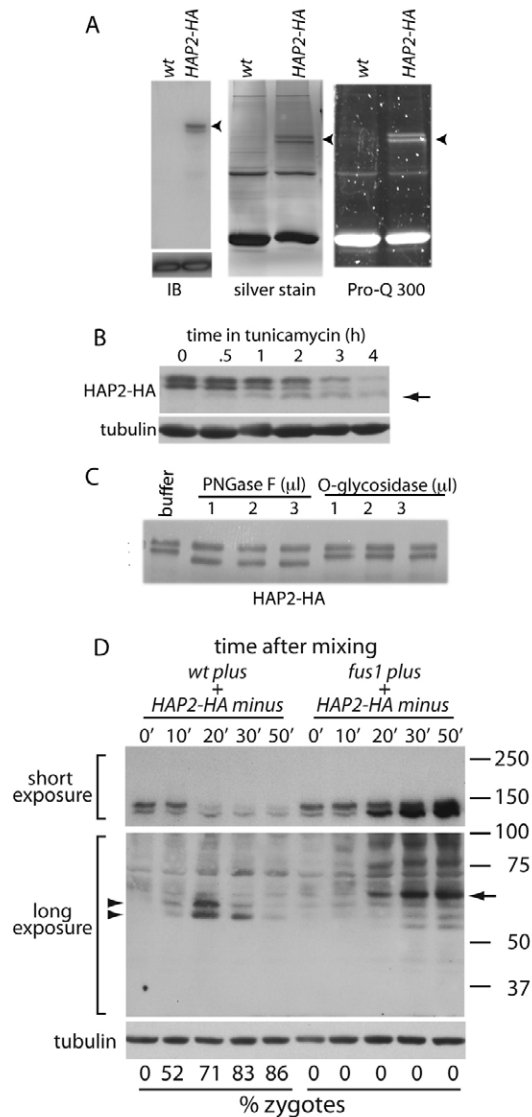 A
wt HAP2-HA wt HAP2-HA wt HAP2-HA
IB silver stain Pro-Q 300
B
time in tunicamycin (h)
0 .5 1 2 3 4
HAP2-HA
tubulin
C
buffer PNGase F (μl) O-glycosidase (μl)
1 2 3 1 2 3
HAP2-HA
D time after mixing
wt plus fus1 plus
+ +
HAP2-HA minus HAP2-HA minus
0' 10' 20' 30' 50' 0' 10' 20' 30' 50'
short exposure
250
150
100
75
long exposure
50
37
tubulin
0 52 71 83 86 0 0 0 0 0
% zygotes